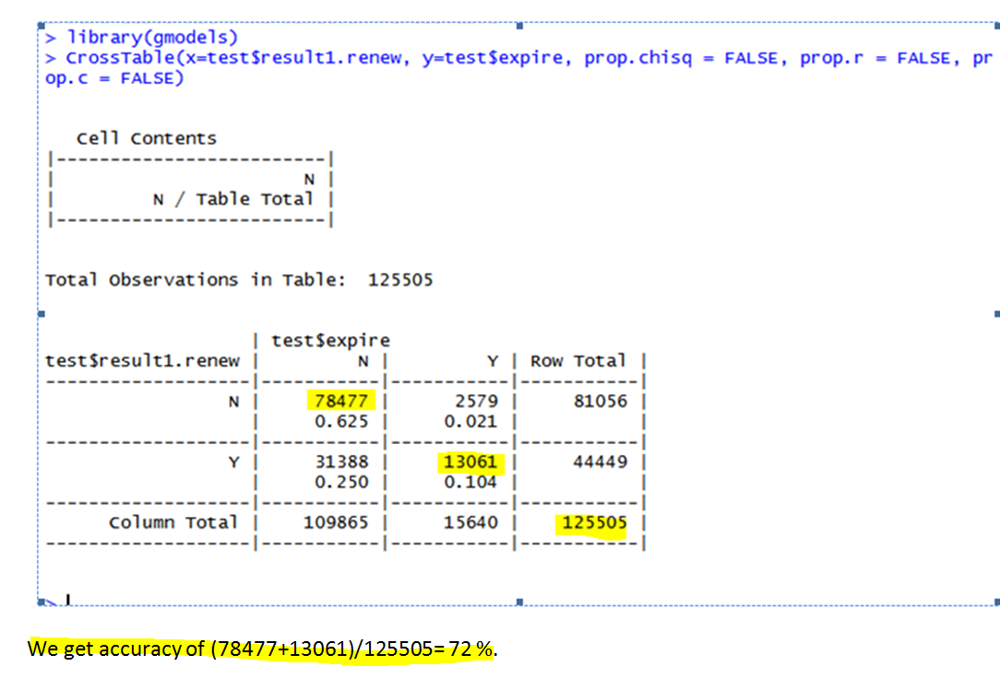 > library(gmodels)
> CrossTable(x=test$result1.renew, y=test$expire, prop.chisq = FALSE, prop.r = FALSE, pr
op.c = FALSE)
Cell Contents
|-------------------------|
|                       N |
|         N / Table Total |
|-------------------------|
Total Observations in Table:  125505
                    | test$expire
test$result1.renew |         N |         Y | Row Total |
-------------------|-----------|-----------|-----------|
                 N |     78477 |      2579 |     81056 |
                   |     0.625 |     0.021 |           |
-------------------|-----------|-----------|-----------|
                 Y |     31388 |     13061 |     44449 |
                   |     0.250 |     0.104 |           |
-------------------|-----------|-----------|-----------|
      Column Total |    109865 |     15640 |    125505 |
-------------------|-----------|-----------|-----------|
>
We get accuracy of (78477+13061)/125505= 72 %.